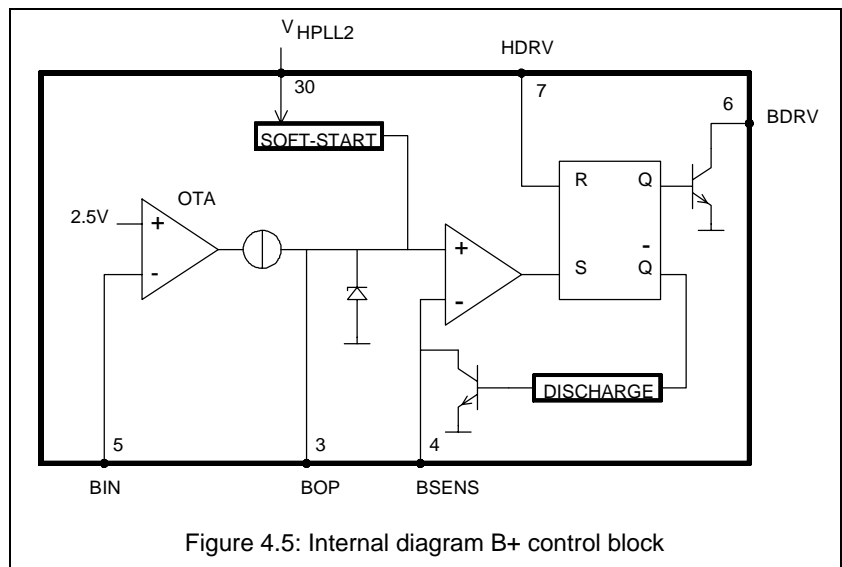 V HPLL2
HDRV
30
7
6
BDRV
SOFT-START
OTA
R Q
2.5V
+
+
-
-
S Q
-
DISCHARGE
5
3
4
BIN
BOP
BSENS
Figure 4.5: Internal diagram B+ control block